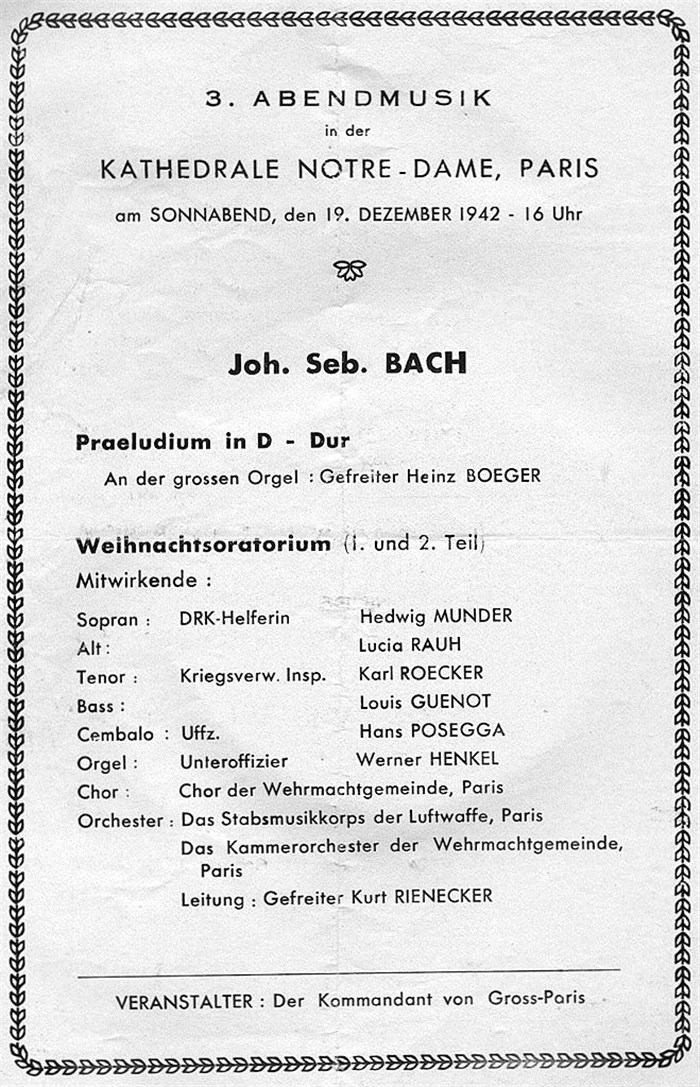 3. ABENDMUSIK
in der
KATHEDRALE NOTRE-DAME, PARIS
am SONNABEND, den 19. DEZEMBER 1942 - 16 Uhr
Joh. Seb. BACH
Praeludium in D - Dur
An der grossen Orgel : Gefreiter Heinz BOEGER
Weihnachtsoratorium (1. und 2. Teil)
Mitwirkende :
Sopran : DRK-Helferin Hedwig MUNDER
Alt : Lucia RAUH
Tenor : Kriegsverw. Insp. Karl ROECKER
Bass : Louis GUENOT
Cembalo : Uffz. Hans POSEGGA
Orgel : Unteroffizier Werner HENKEL
Chor : Chor der Wehrmachtgemeinde, Paris
Orchester : Das Stabsmusikkorps der Luftwaffe, Paris
Das Kammerorchester der Wehrmachtgemeinde,
Paris
Leitung : Gefreiter Kurt RIENECKER
VERANSTALTER : Der Kommandant von Gross-Paris